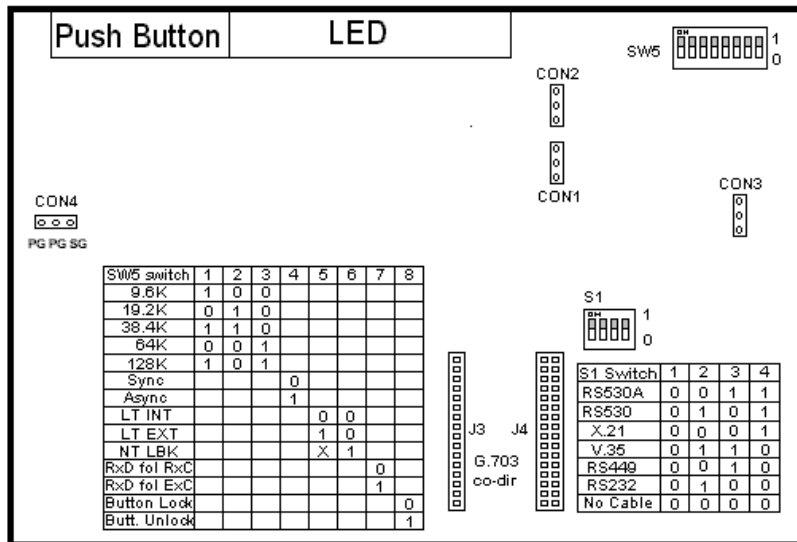 Push Button LED
ON
SW5
1
0
CON2
CON1
CON3
CON4
PG PG SG
SW5 switch 1 2 3 4 5 6 7 8
9.6K 1 0 0
19.2K 0 1 0
38.4K 1 1 0
64K 0 0 1
128K 1 0 1
Sync 0
Async 1
LT INT 0 0
LT EXT 1 0
NT LBK X 1
RxD fol RxC 0
RxD fol ExC 1
Button Lock 0
Butt. Unlock 1
J3 J4
G.703
co-dir
S1
ON
1
0
S1 Switch 1 2 3 4
RS530A 0 0 1 1
RS530 0 1 0 1
X.21 0 0 0 1
V.35 0 1 1 0
RS449 0 0 1 0
RS232 0 1 0 0
No Cable 0 0 0 0